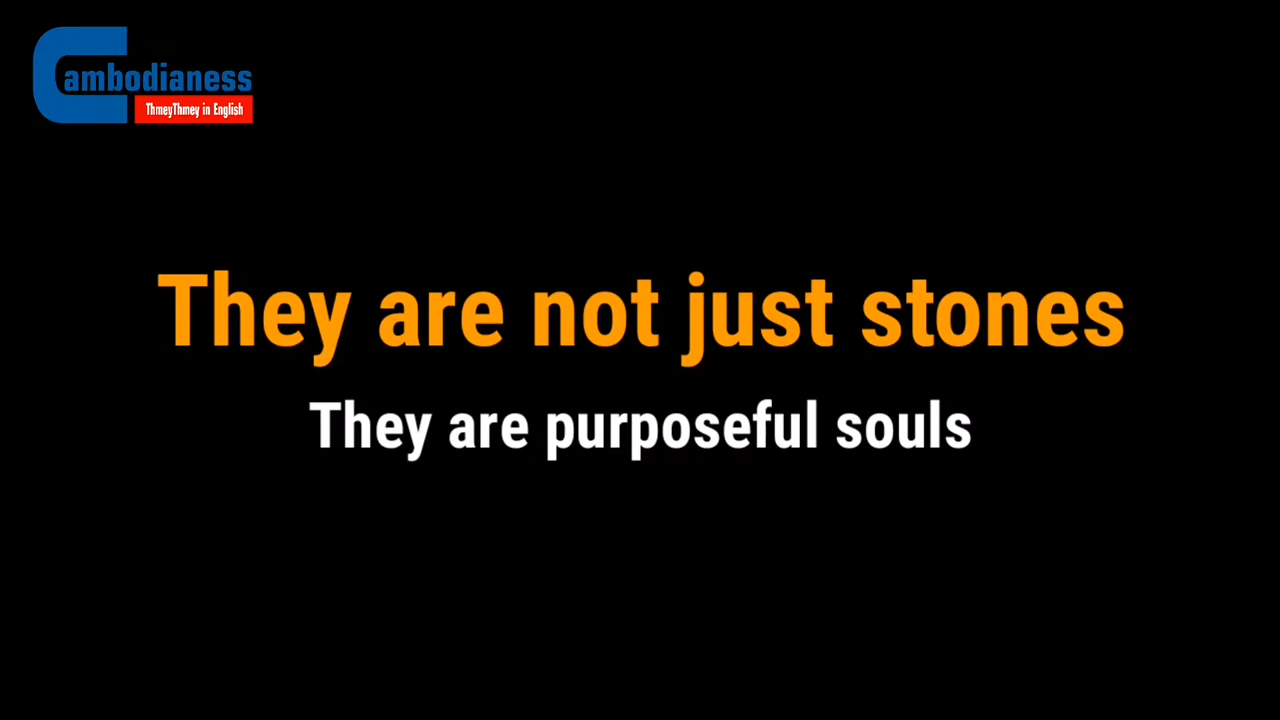 Cambodianess
ThmeyThmey in English
They are not just stones
They are purposeful souls